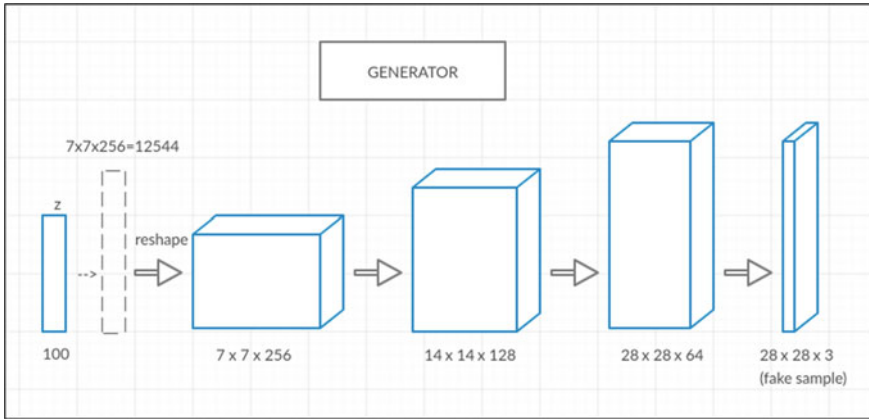 GENERATOR
7x7x256=12544
z
-->
reshape
100
7 x 7 x 256
14 x 14 x 128
28 x 28 x 64
28 x 28 x 3
(fake sample)